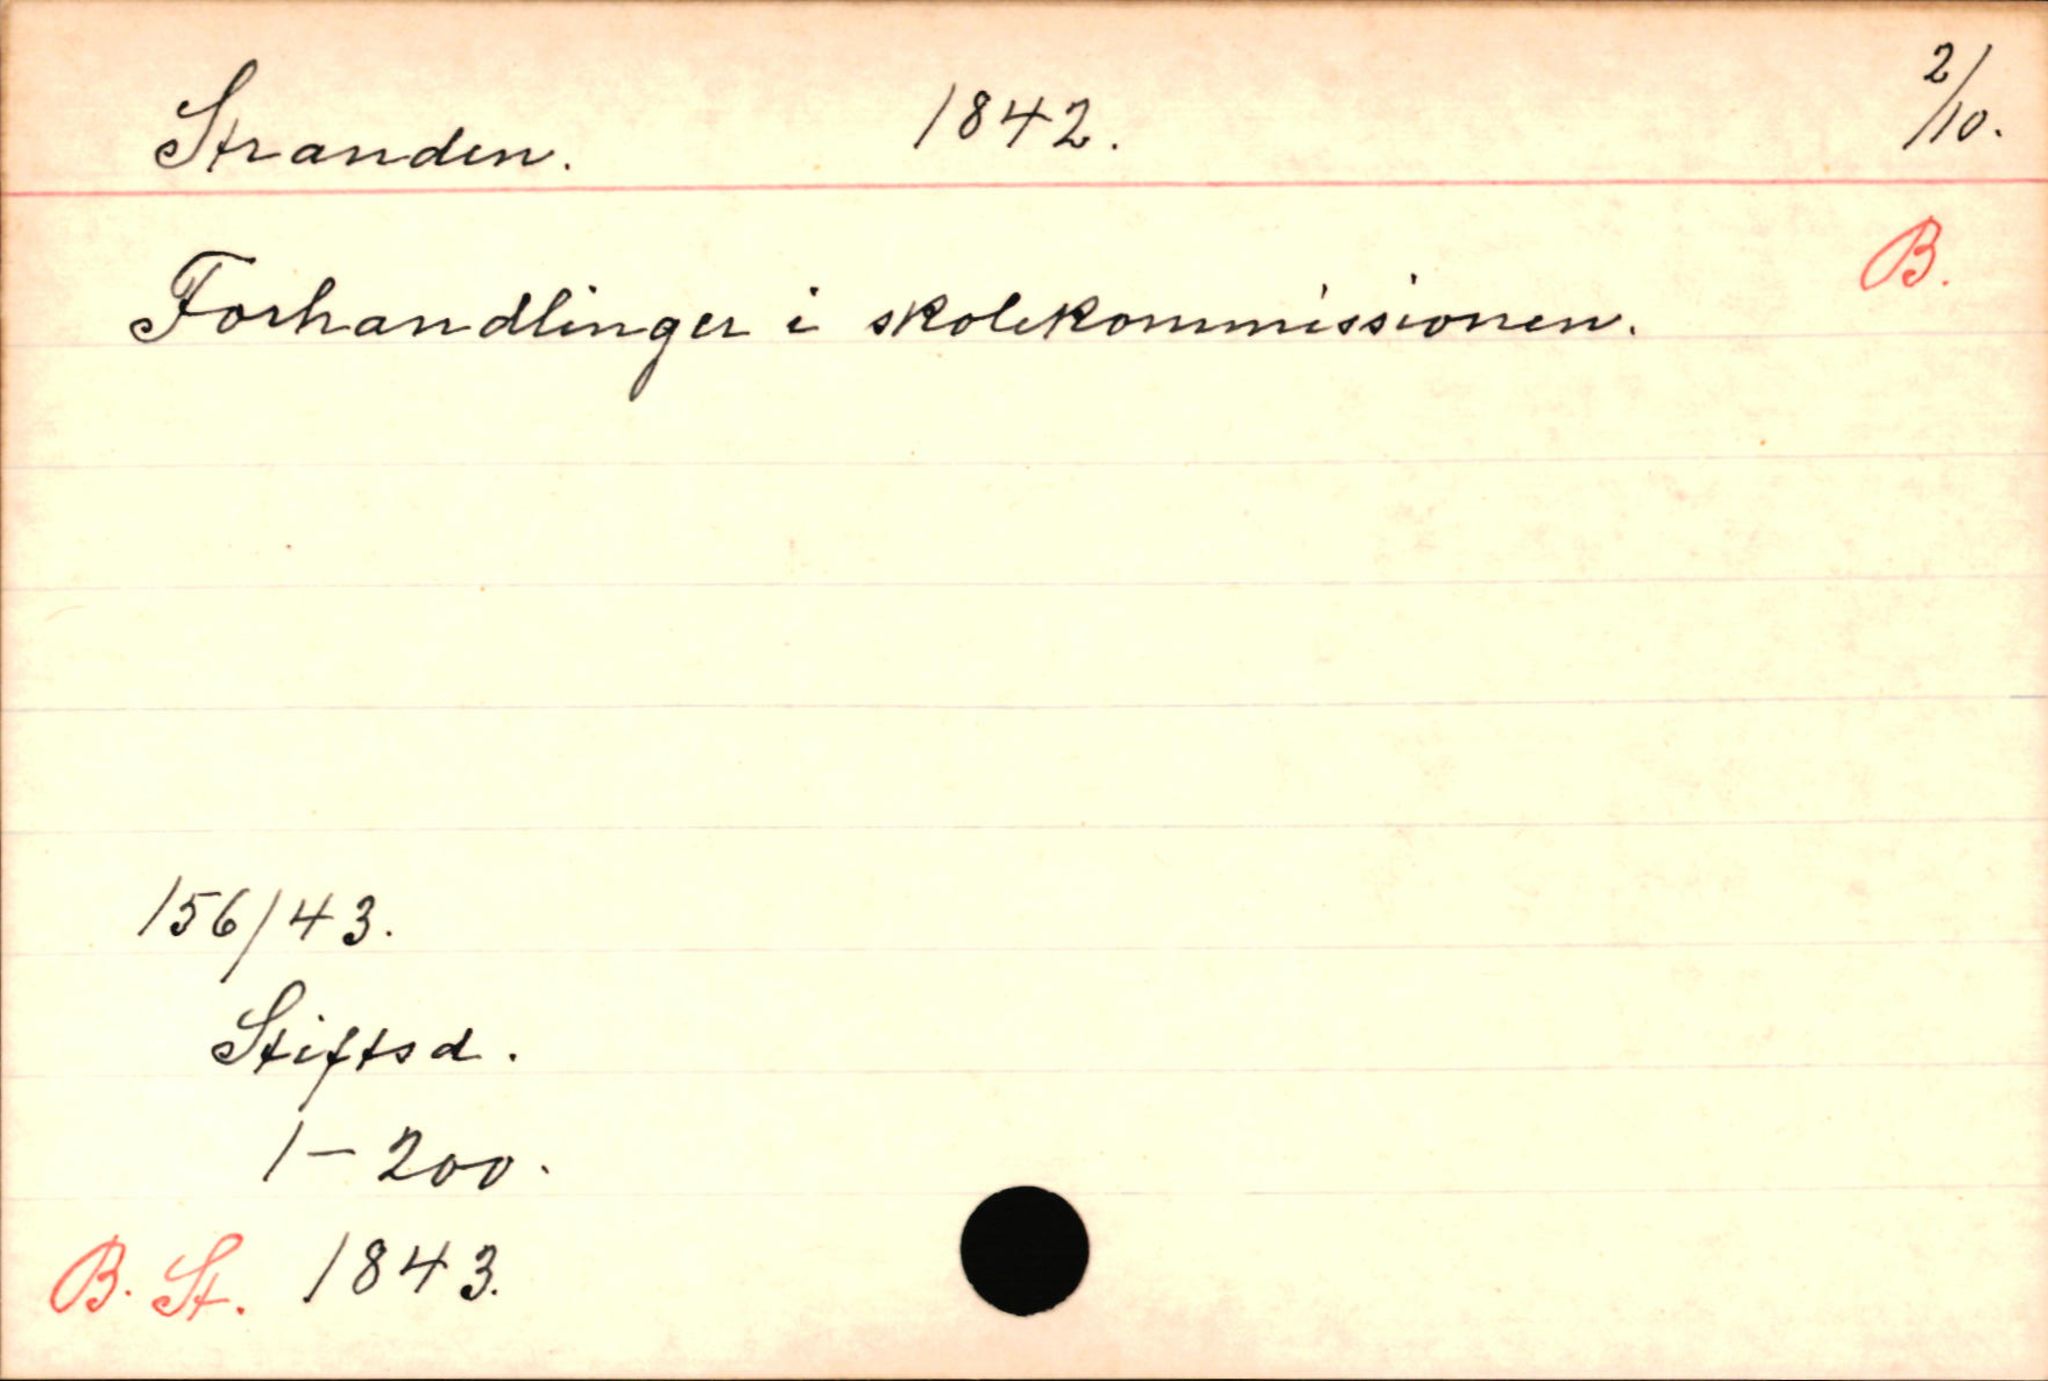 Stranden. 1842. 2/10.
B.
Forhandlinger i skolekommissionen.
156/43.
Stiftsd.
1-200.
B. St. 1843.